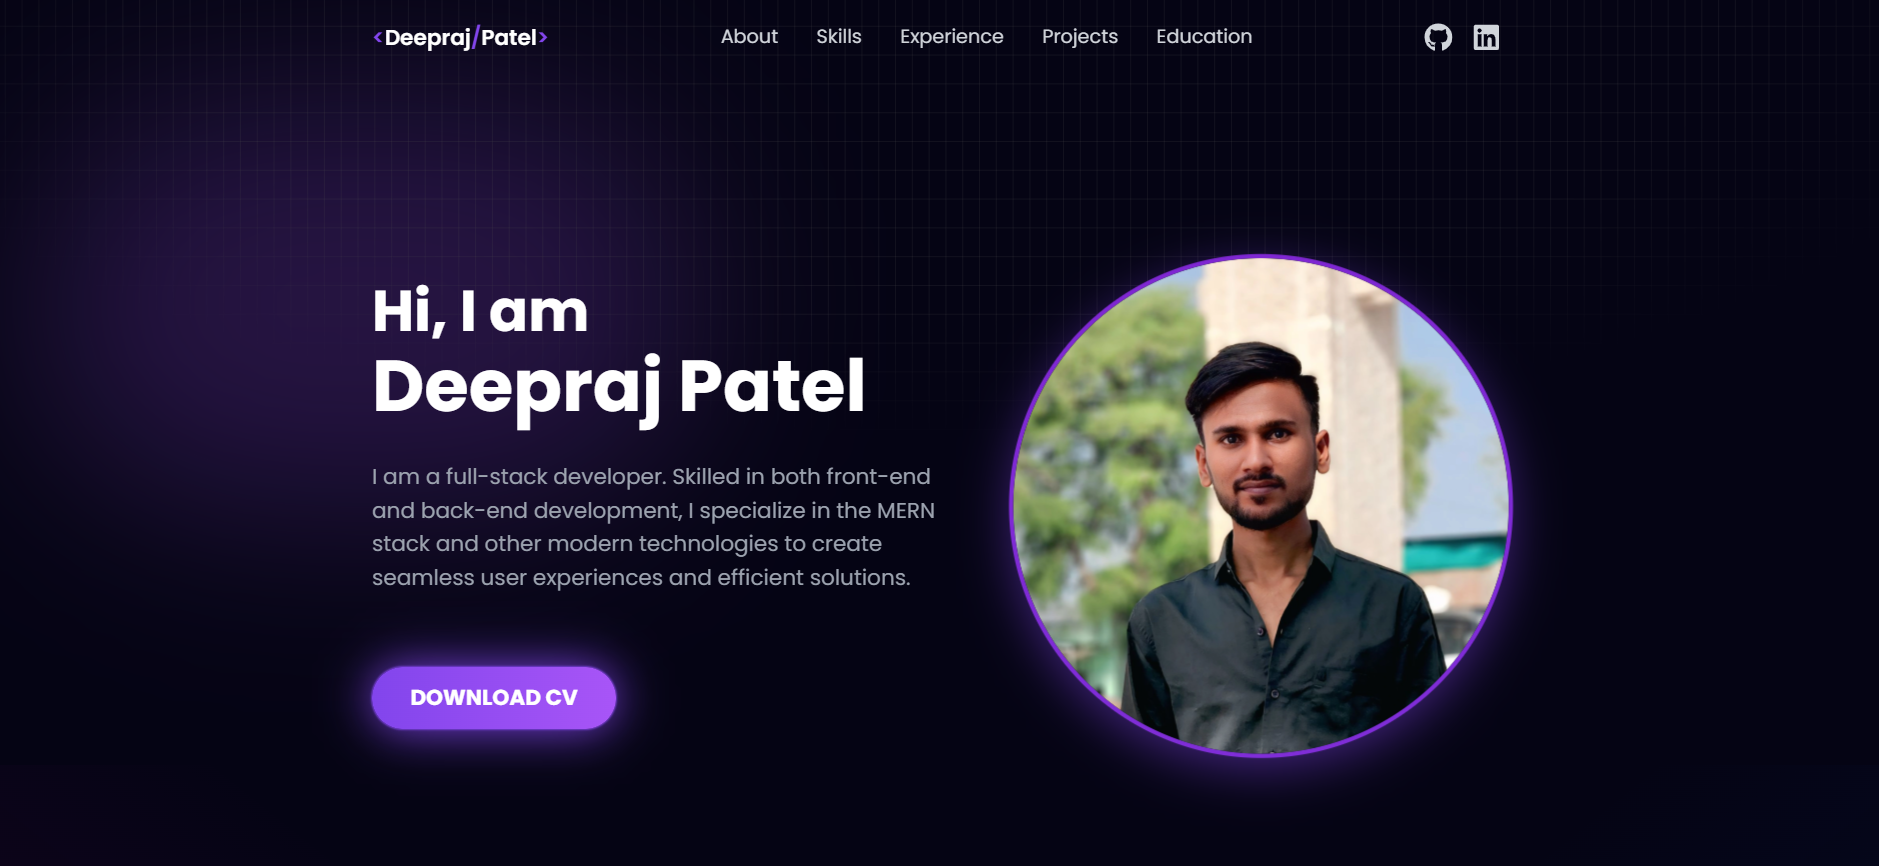 <Deepraj/Patel>
About Skills Experience Projects Education
Hi, I am
Deepraj Patel
I am a full-stack developer. Skilled in both front-end
and back-end development, I specialize in the MERN
stack and other modern technologies to create
seamless user experiences and efficient solutions.
DOWNLOAD CV